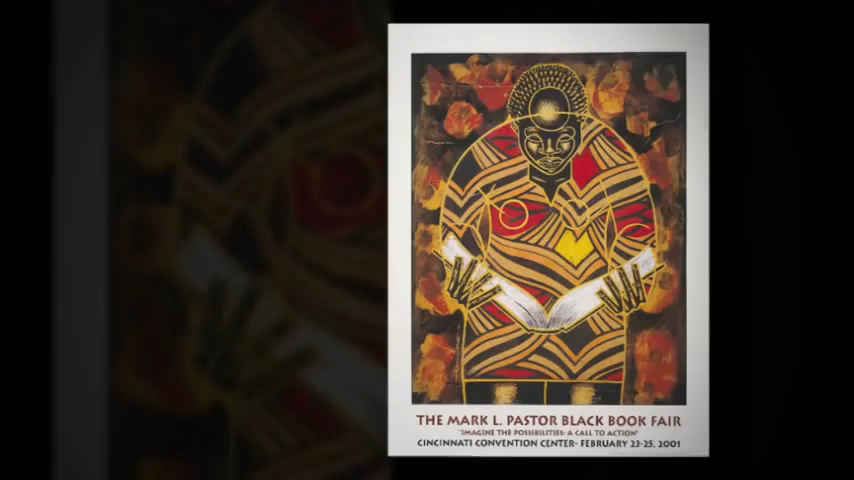 THE MARK L. PASTOR BLACK BOOK FAIR
"IMAGINE THE POSSIBILITIES: A CALL TO ACTION"
CINCINNATI CONVENTION CENTER- FEBRUARY 23-25, 2001